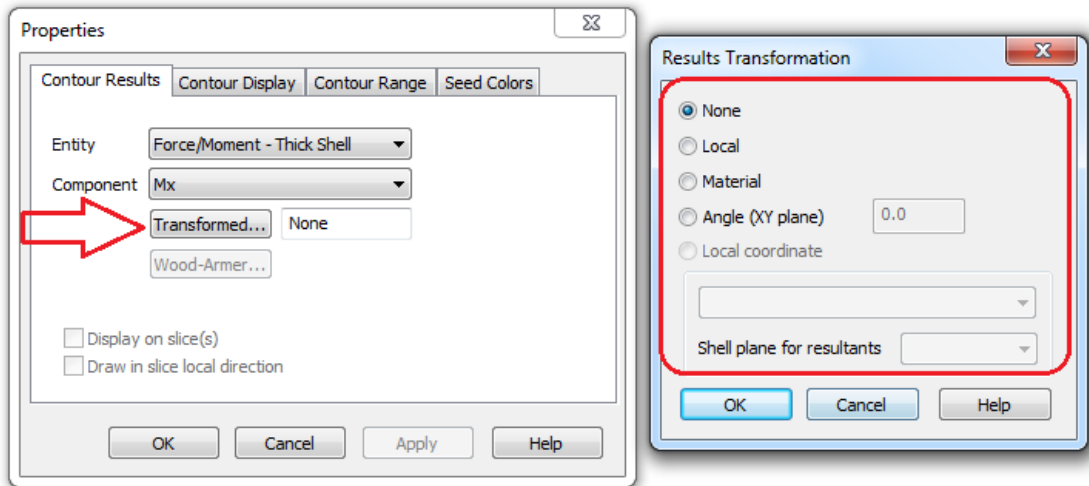 Properties
Contour Results Contour Display Contour Range Seed Colors
Entity Force/Moment - Thick Shell
Component Mx
Transformed... None
Wood-Armer...
Display on slice(s)
Draw in slice local direction
OK Cancel Apply Help
Results Transformation
None
Local
Material
Angle (XY plane) 0.0
Local coordinate
Shell plane for resultants
OK Cancel Help